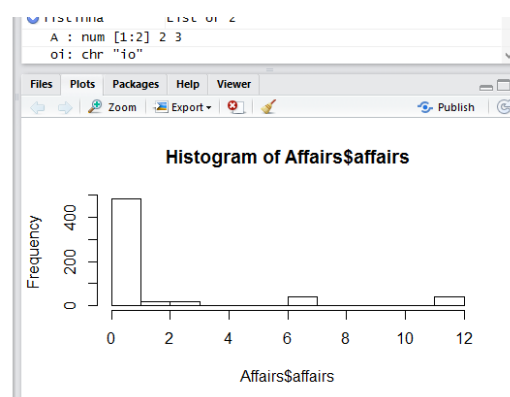 A : num [1:2] 2 3
oi: chr "io"
Files Plots Packages Help Viewer
Zoom Export Publish
Histogram of Affairs$affairs
Frequency
0 200 400
0 2 4 6 8 10 12
Affairs$affairs